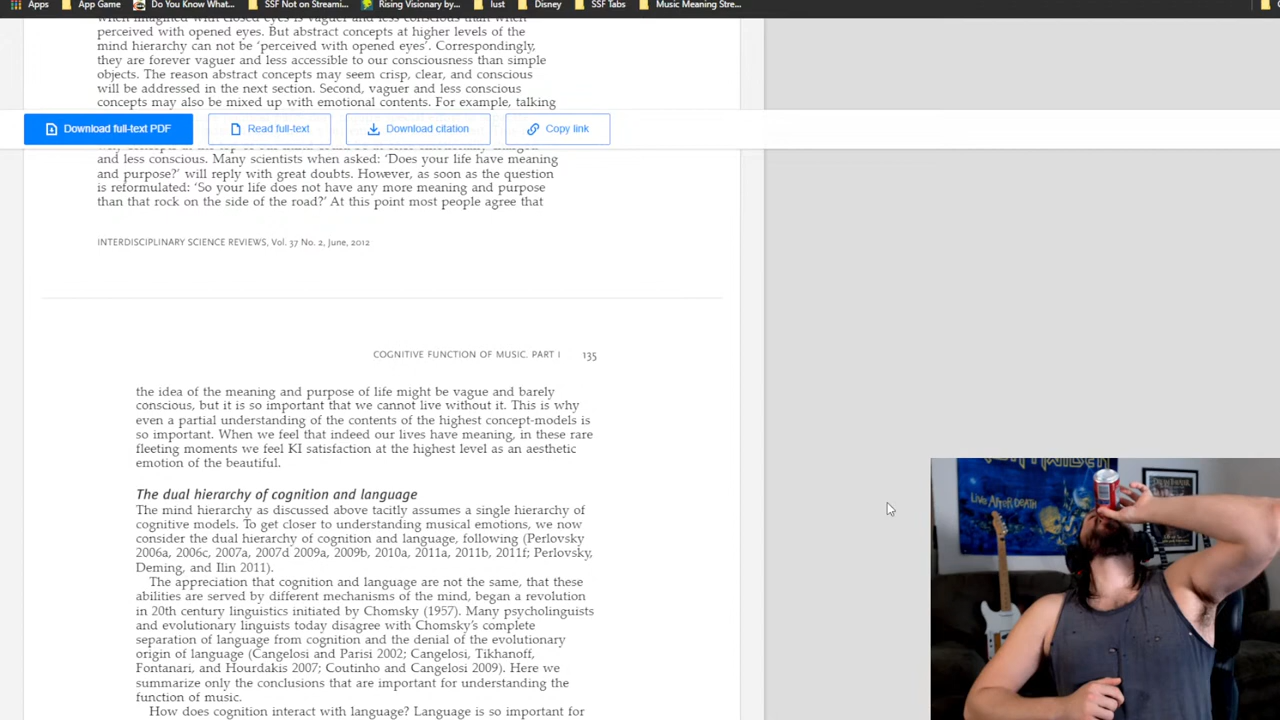 Apps App Game Do You Know What... SSF Not on Streami... Rising Visionary by... lust Disney SSF Tabs Music Meaning Stre...
when imagined with closed eyes is vaguer and less conscious than when
perceived with opened eyes. But abstract concepts at higher levels of the
mind hierarchy can not be ‘perceived with opened eyes’. Correspondingly,
they are forever vaguer and less accessible to our consciousness than simple
objects. The reason abstract concepts may seem crisp, clear, and conscious
will be addressed in the next section. Second, vaguer and less conscious
concepts may also be mixed up with emotional contents. For example, talking
Download full-text PDF Read full-text Download citation Copy link
and less conscious. Many scientists when asked: ‘Does your life have meaning
and purpose?’ will reply with great doubts. However, as soon as the question
is reformulated: ‘So your life does not have any more meaning and purpose
than that rock on the side of the road?’ At this point most people agree that
INTERDISCIPLINARY SCIENCE REVIEWS, Vol. 37 No. 2, June, 2012
COGNITIVE FUNCTION OF MUSIC. PART I 135
the idea of the meaning and purpose of life might be vague and barely
conscious, but it is so important that we cannot live without it. This is why
even a partial understanding of the contents of the highest concept-models is
so important. When we feel that indeed our lives have meaning, in these rare
fleeting moments we feel KI satisfaction at the highest level as an aesthetic
emotion of the beautiful.
The dual hierarchy of cognition and language
The mind hierarchy as discussed above tacitly assumes a single hierarchy of
cognitive models. To get closer to understanding musical emotions, we now
consider the dual hierarchy of cognition and language, following (Perlovsky
2006a, 2006c, 2007a, 2007d 2009a, 2009b, 2010a, 2011a, 2011b, 2011f; Perlovsky,
Deming, and Ilin 2011).
The appreciation that cognition and language are not the same, that these
abilities are served by different mechanisms of the mind, began a revolution
in 20th century linguistics initiated by Chomsky (1957). Many psycholinguists
and evolutionary linguists today disagree with Chomsky’s complete
separation of language from cognition and the denial of the evolutionary
origin of language (Cangelosi and Parisi 2002; Cangelosi, Tikhanoff,
Fontanari, and Hourdakis 2007; Coutinho and Cangelosi 2009). Here we
summarize only the conclusions that are important for understanding the
function of music.
How does cognition interact with language? Language is so important for
LIVE AFTER DEATH